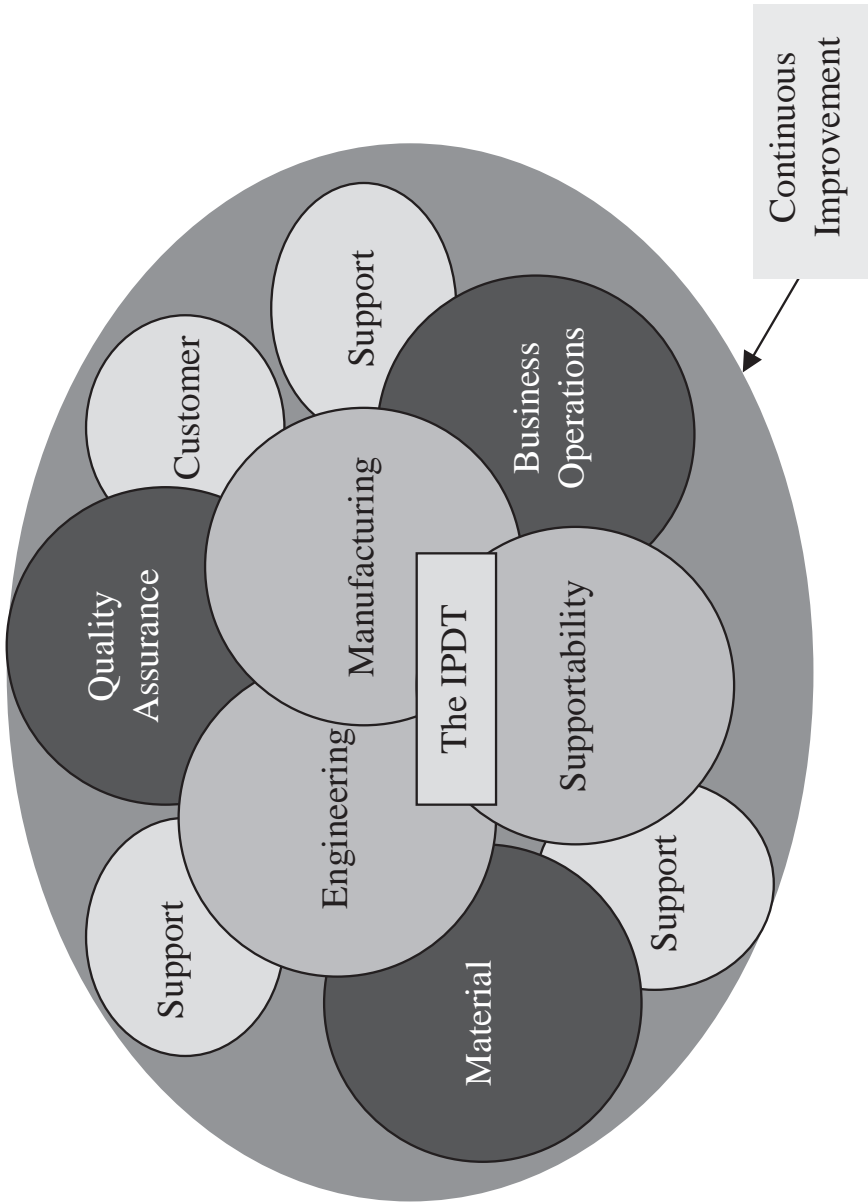 Quality
Assurance
Customer
Support
Support
Engineering
Manufacturing
The IPDT
Material
Business
Operations
Supportability
Support
Continuous
Improvement